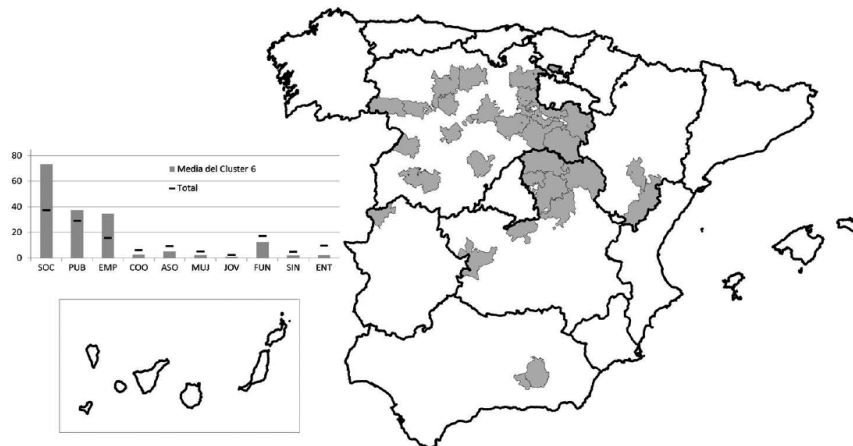 80
60
40
20
0
Media del Cluster 6
Total
SOC PUB EMP COO ASO MUJ JOV FUN SIN ENT